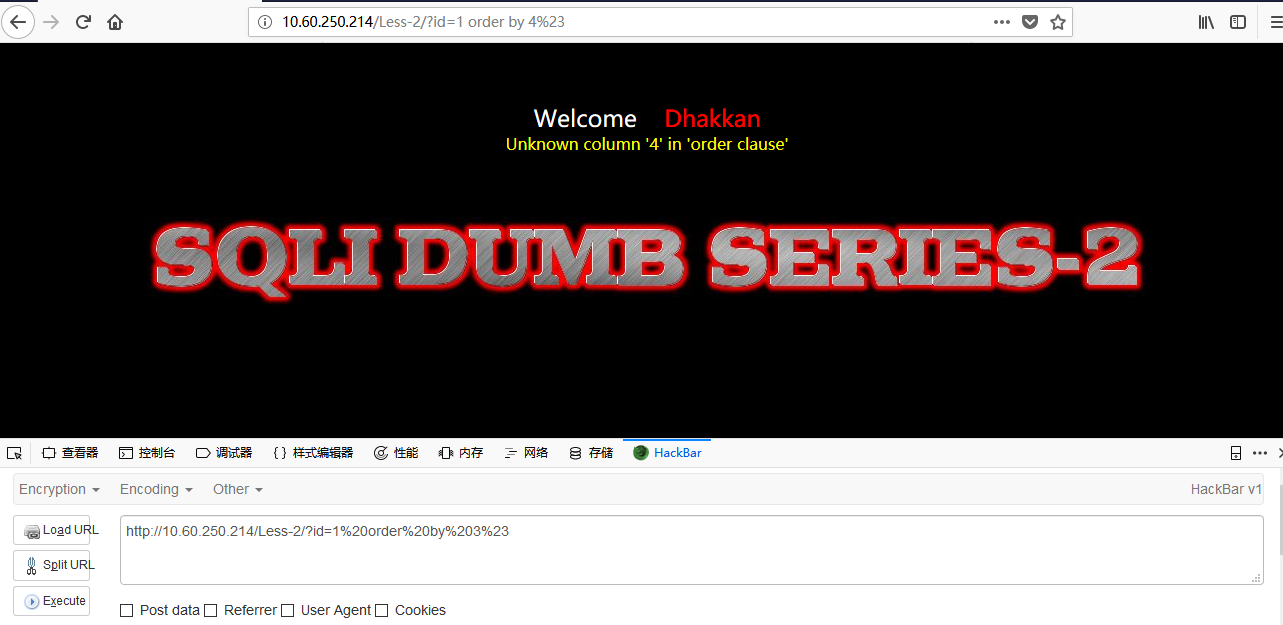 10.60.250.214/Less-2/?id=1 order by 4%23
Welcome Dhakkan
Unknown column '4' in 'order clause'
SQLI DUMB SERIES-2
查看器 控制台 调试器 样式编辑器 性能 内存 网络 存储 HackBar
Encryption Encoding Other HackBar v1
Load URL http://10.60.250.214/Less-2/?id=1%20order%20by%203%23
Split URL
Execute
Post data Referrer User Agent Cookies